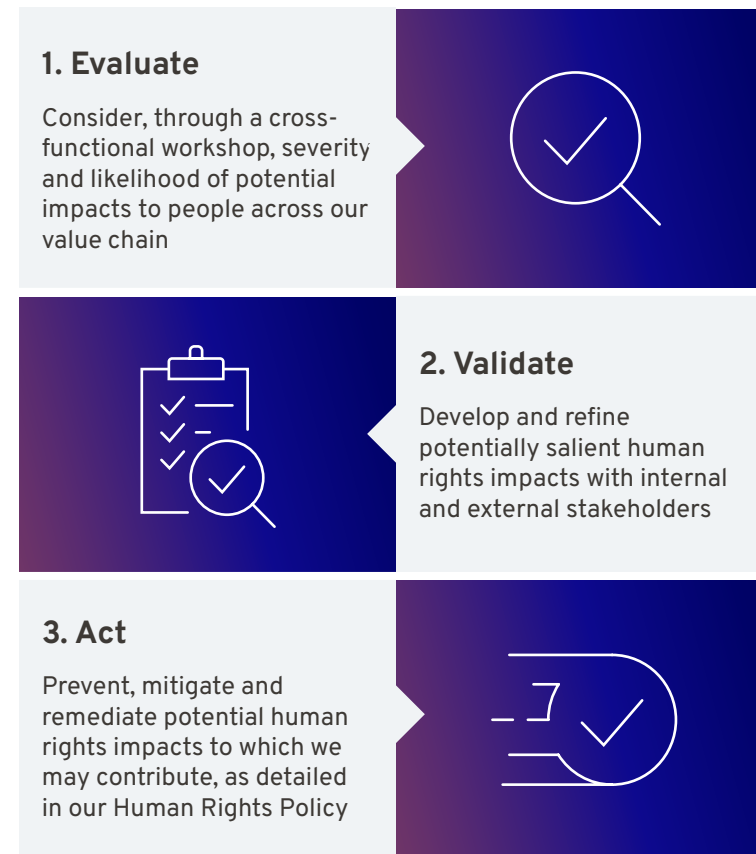 1. Evaluate
Consider, through a cross-
functional workshop, severity
and likelihood of potential
impacts to people across our
value chain
2. Validate
Develop and refine
potentially salient human
rights impacts with internal
and external stakeholders
3. Act
Prevent, mitigate and
remediate potential human
rights impacts to which we
may contribute, as detailed
in our Human Rights Policy